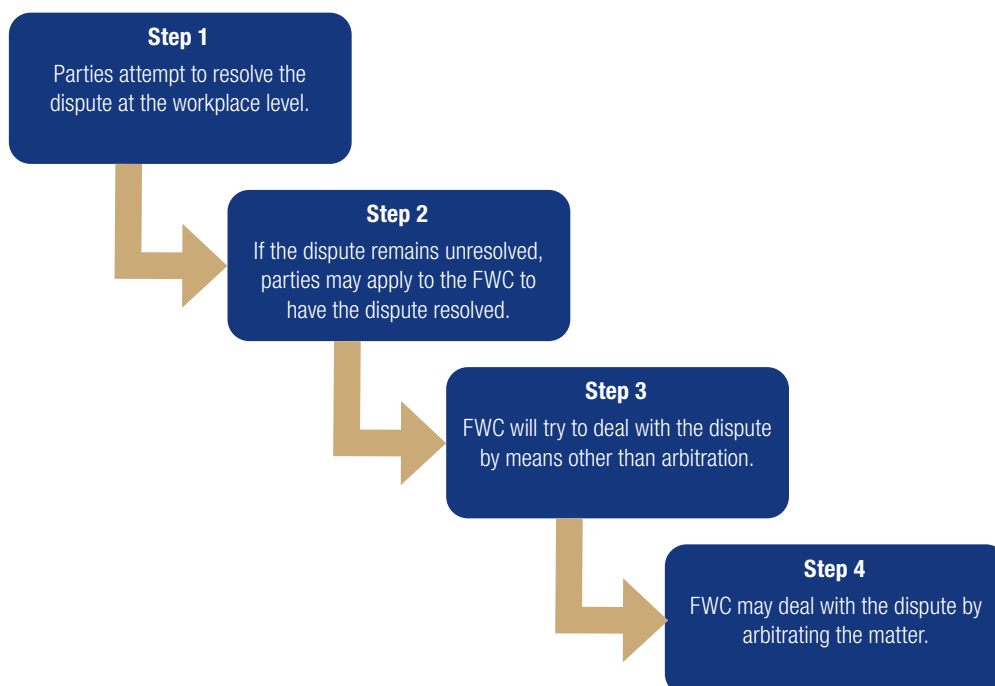 Step 1
Parties attempt to resolve the
dispute at the workplace level.
Step 2
If the dispute remains unresolved,
parties may apply to the FWC to
have the dispute resolved.
Step 3
FWC will try to deal with the dispute
by means other than arbitration.
Step 4
FWC may deal with the dispute by
arbitrating the matter.